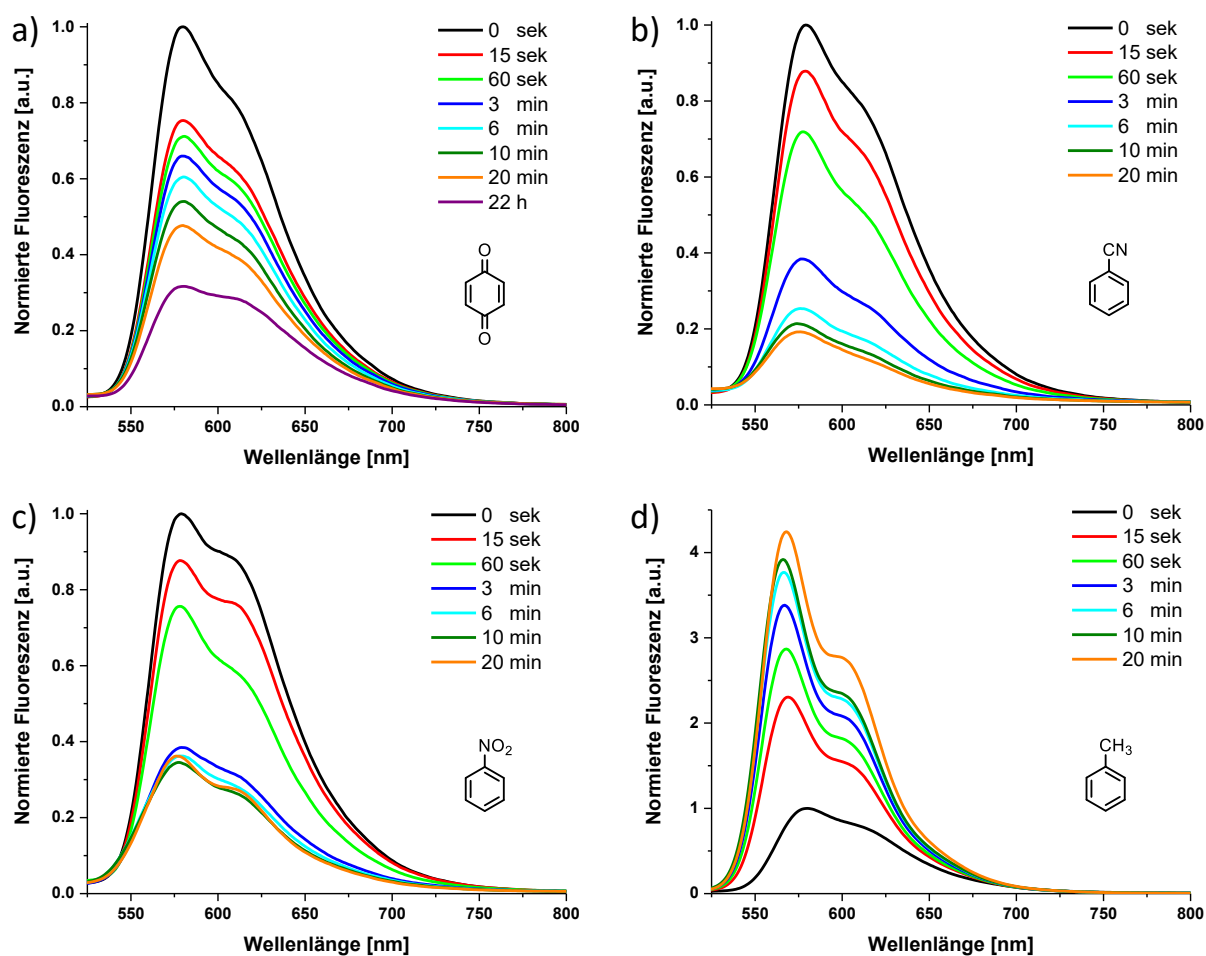 a)
Normierte Fluoreszenz [a.u.]
1.0
0.8
0.6
0.4
0.2
0.0
550 600 650 700 750 800
Wellenlänge [nm]
0 sek
15 sek
60 sek
3 min
6 min
10 min
20 min
22 h
O
O
b)
Normierte Fluoreszenz [a.u.]
1.0
0.8
0.6
0.4
0.2
0.0
550 600 650 700 750 800
Wellenlänge [nm]
0 sek
15 sek
60 sek
3 min
6 min
10 min
20 min
CN
c)
Normierte Fluoreszenz [a.u.]
1.0
0.8
0.6
0.4
0.2
0.0
550 600 650 700 750 800
Wellenlänge [nm]
0 sek
15 sek
60 sek
3 min
6 min
10 min
20 min
NO₂
d)
Normierte Fluoreszenz [a.u.]
4
3
2
1
0
550 600 650 700 750 800
Wellenlänge [nm]
0 sek
15 sek
60 sek
3 min
6 min
10 min
20 min
CH₃